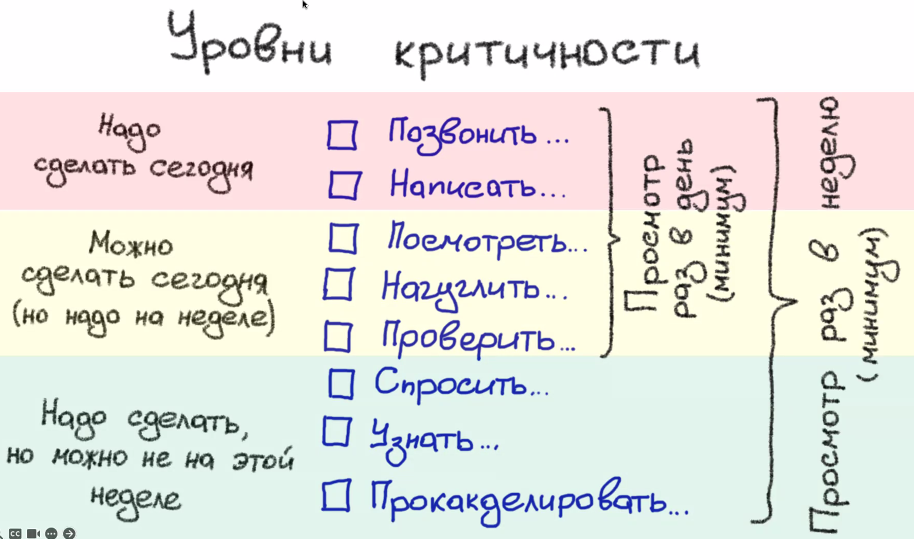 Уровни критичности
Надо
сделать сегодня
Позвонить...
Написать...
Можно
сделать сегодня
(но надо на неделе)
Посмотреть...
Нагуглить...
Проверить...
Надо сделать,
но можно не на этой
неделе
Спросить...
Узнать...
Прокакделировать...
Просмотр
раз в день
(минимум)
Просмотр раз в неделю
(минимум)
CC